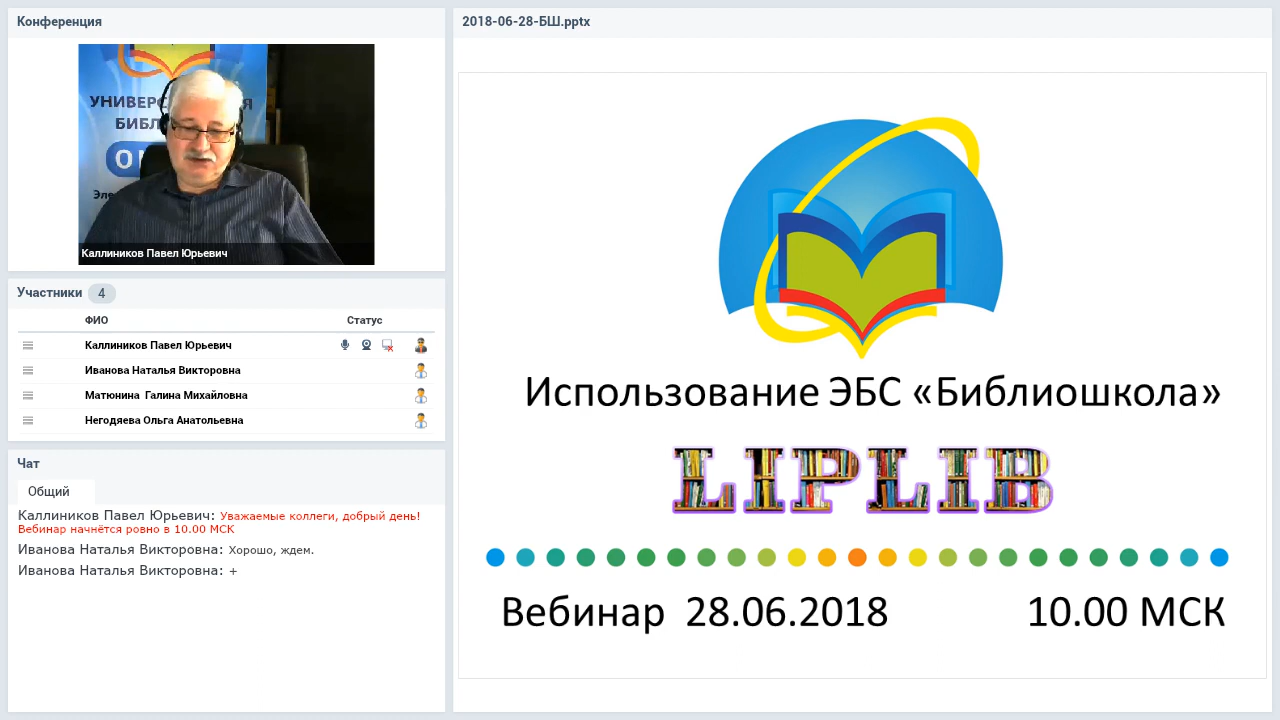 Конференция
УНИВЕРС
БИБЛ
Каллиников Павел Юрьевич
Участники 4
ФИО Статус
Каллиников Павел Юрьевич
Иванова Наталья Викторовна
Матюнина Галина Михайловна
Негодяева Ольга Анатольевна
Чат
Общий
Каллиников Павел Юрьевич: Уважаемые коллеги, добрый день!
Вебинар начнётся ровно в 10.00 МСК
Иванова Наталья Викторовна: Хорошо, ждем.
Иванова Наталья Викторовна: +
2018-06-28-БШ.pptx
Использование ЭБС «Библиошкола»
LIPLIB
Вебинар 28.06.2018 10.00 МСК